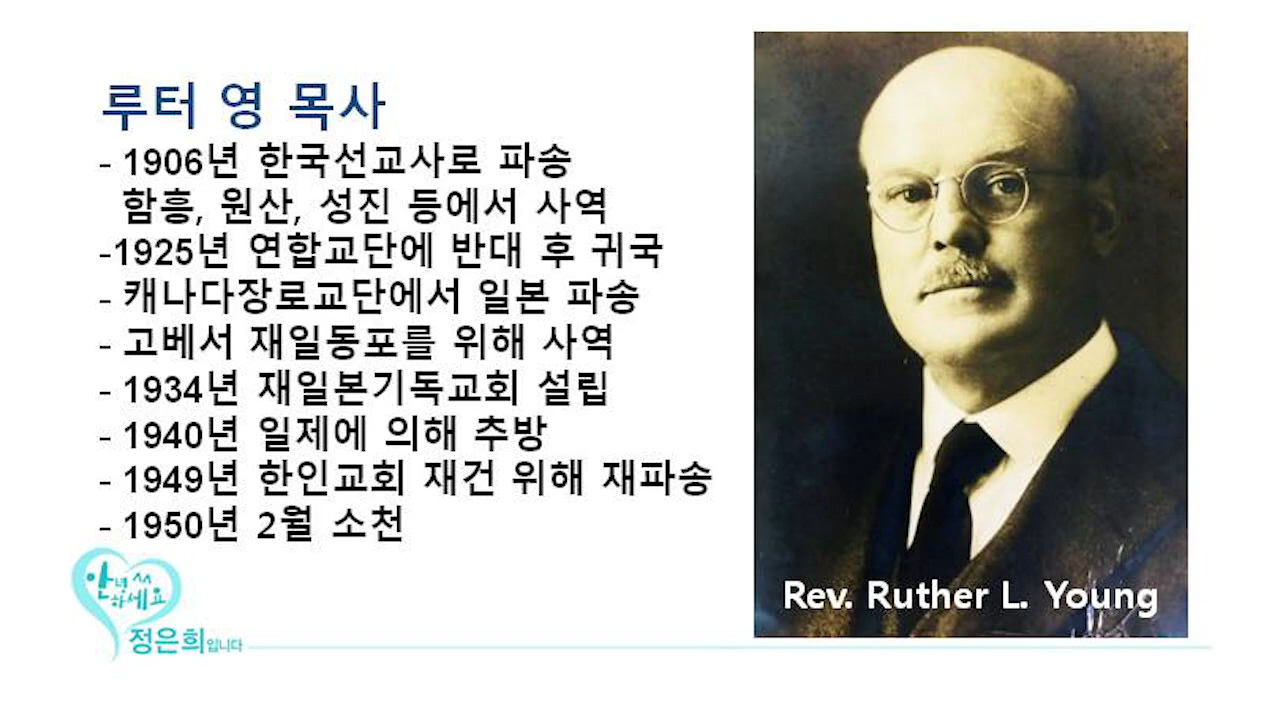 루터 영 목사
- 1906년 한국선교사로 파송
함흥, 원산, 성진 등에서 사역
-1925년 연합교단에 반대 후 귀국
- 캐나다장로교단에서 일본 파송
- 고베서 재일동포를 위해 사역
- 1934년 재일본기독교회 설립
- 1940년 일제에 의해 추방
- 1949년 한인교회 재건 위해 재파송
- 1950년 2월 소천
Rev. Ruther L. Young
안녕
하세요
정은희입니다